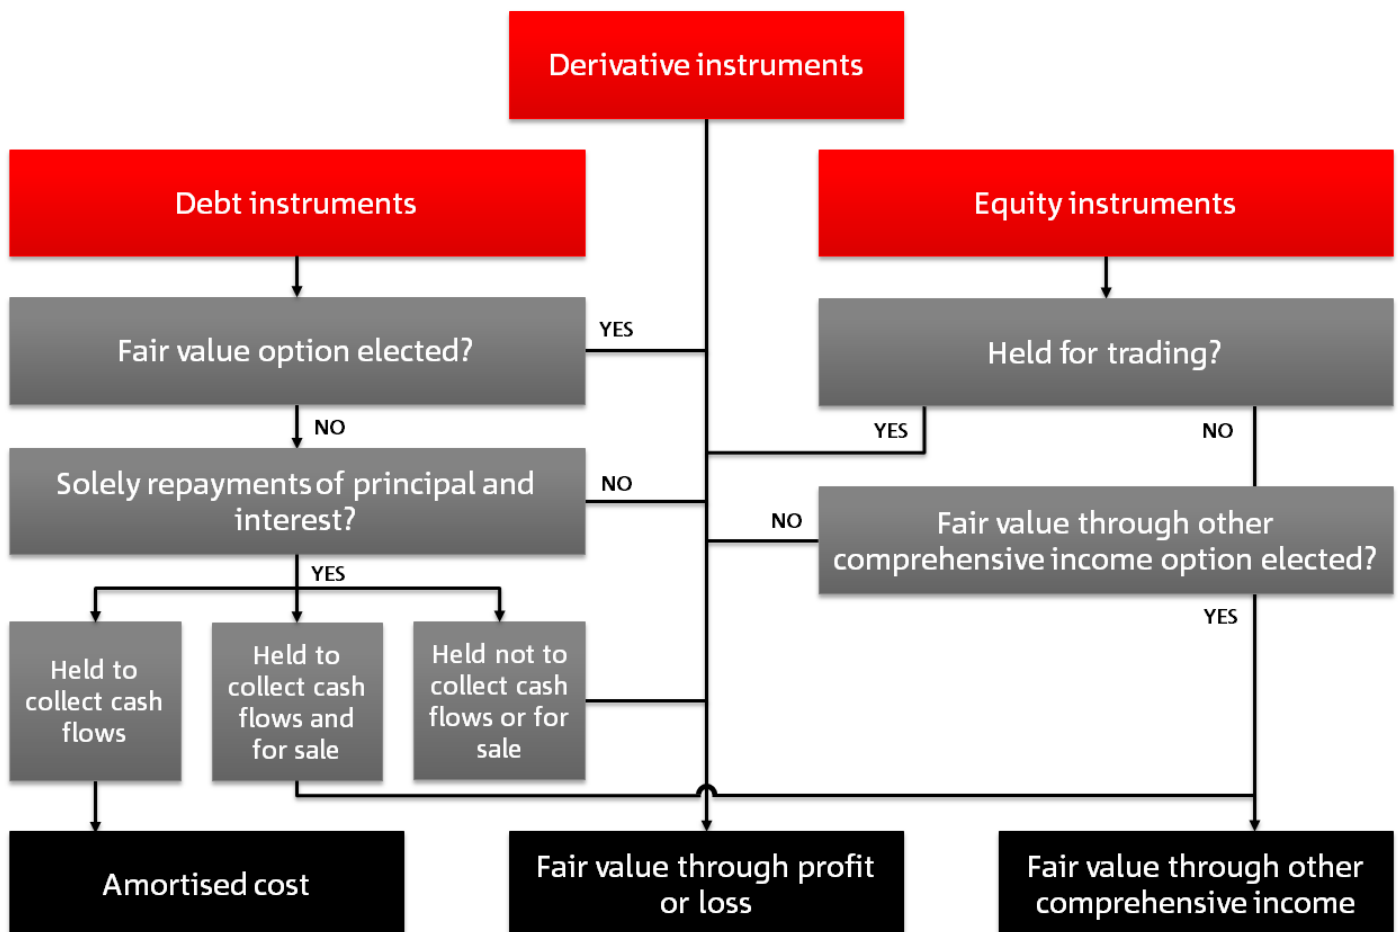 Derivative instruments
Debt instruments
Equity instruments
Fair value option elected?
YES
Held for trading?
NO
YES
NO
Solely repayments of principal and
interest?
NO
NO
Fair value through other
comprehensive income option elected?
YES
YES
Held to
collect cash
flows
Held to
collect cash
flows and
for sale
Held not to
collect cash
flows or for
sale
Amortised cost
Fair value through profit
or loss
Fair value through other
comprehensive income